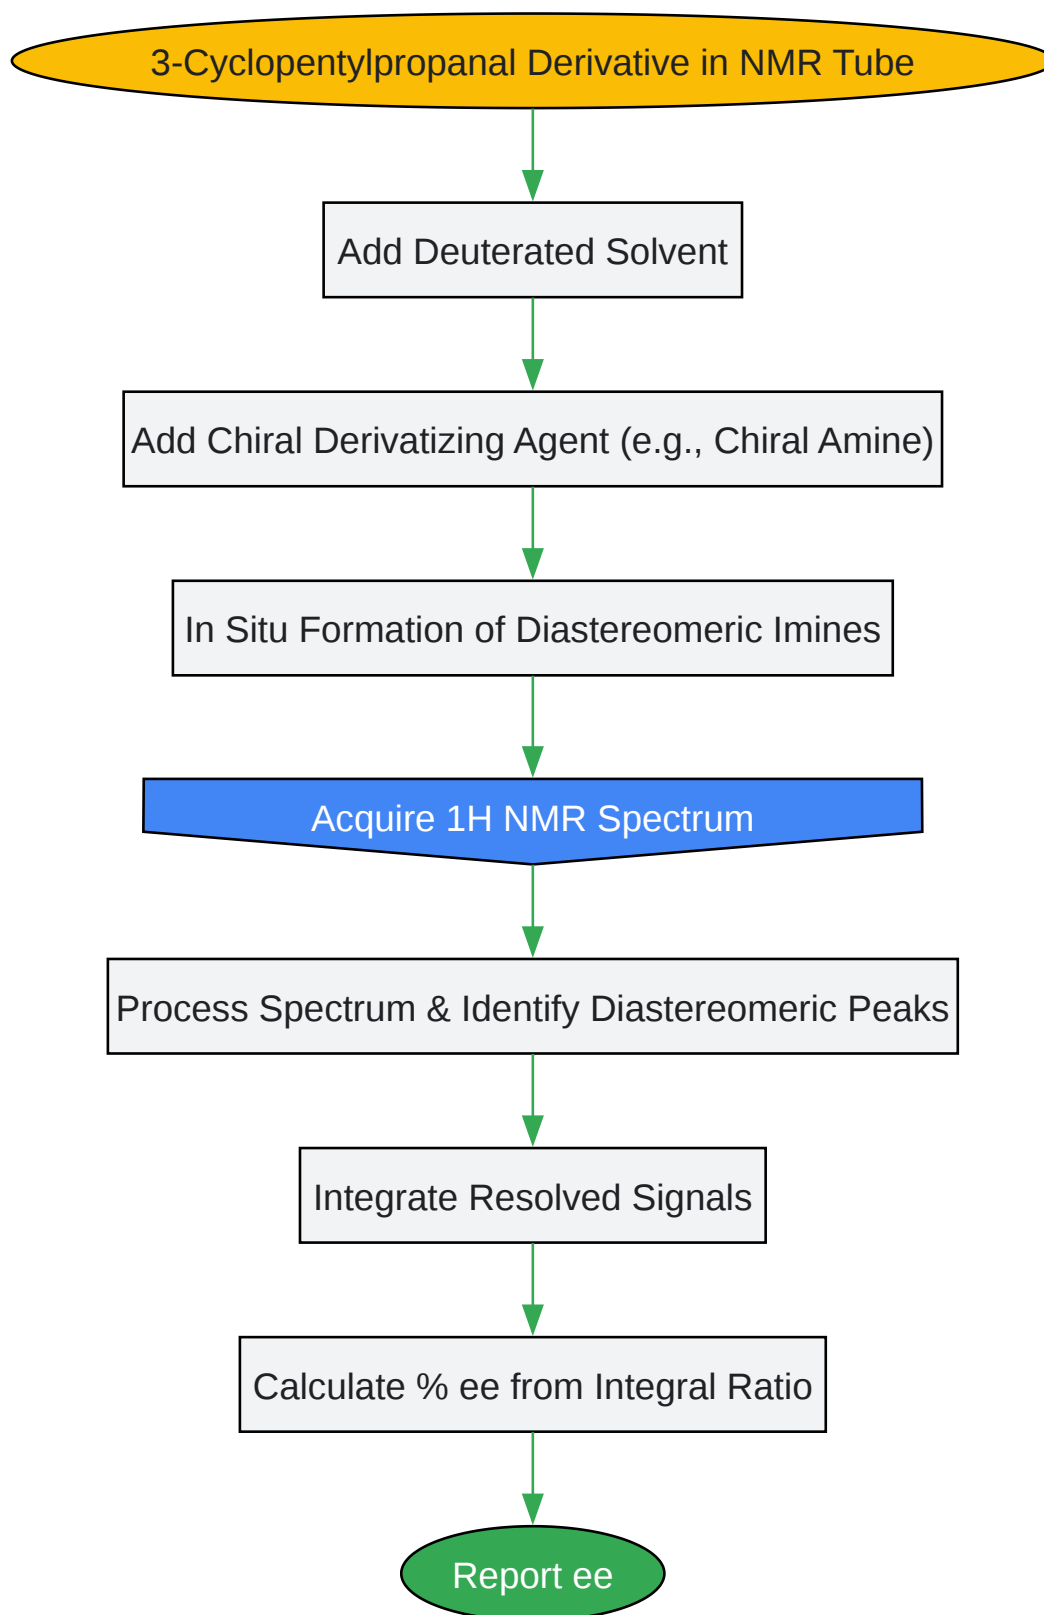 3-Cyclopentylpropanal Derivative in NMR Tube
Add Deuterated Solvent
Add Chiral Derivatizing Agent (e.g., Chiral Amine)
In Situ Formation of Diastereomeric Imines
Acquire 1H NMR Spectrum
Process Spectrum & Identify Diastereomeric Peaks
Integrate Resolved Signals
Calculate % ee from Integral Ratio
Report ee